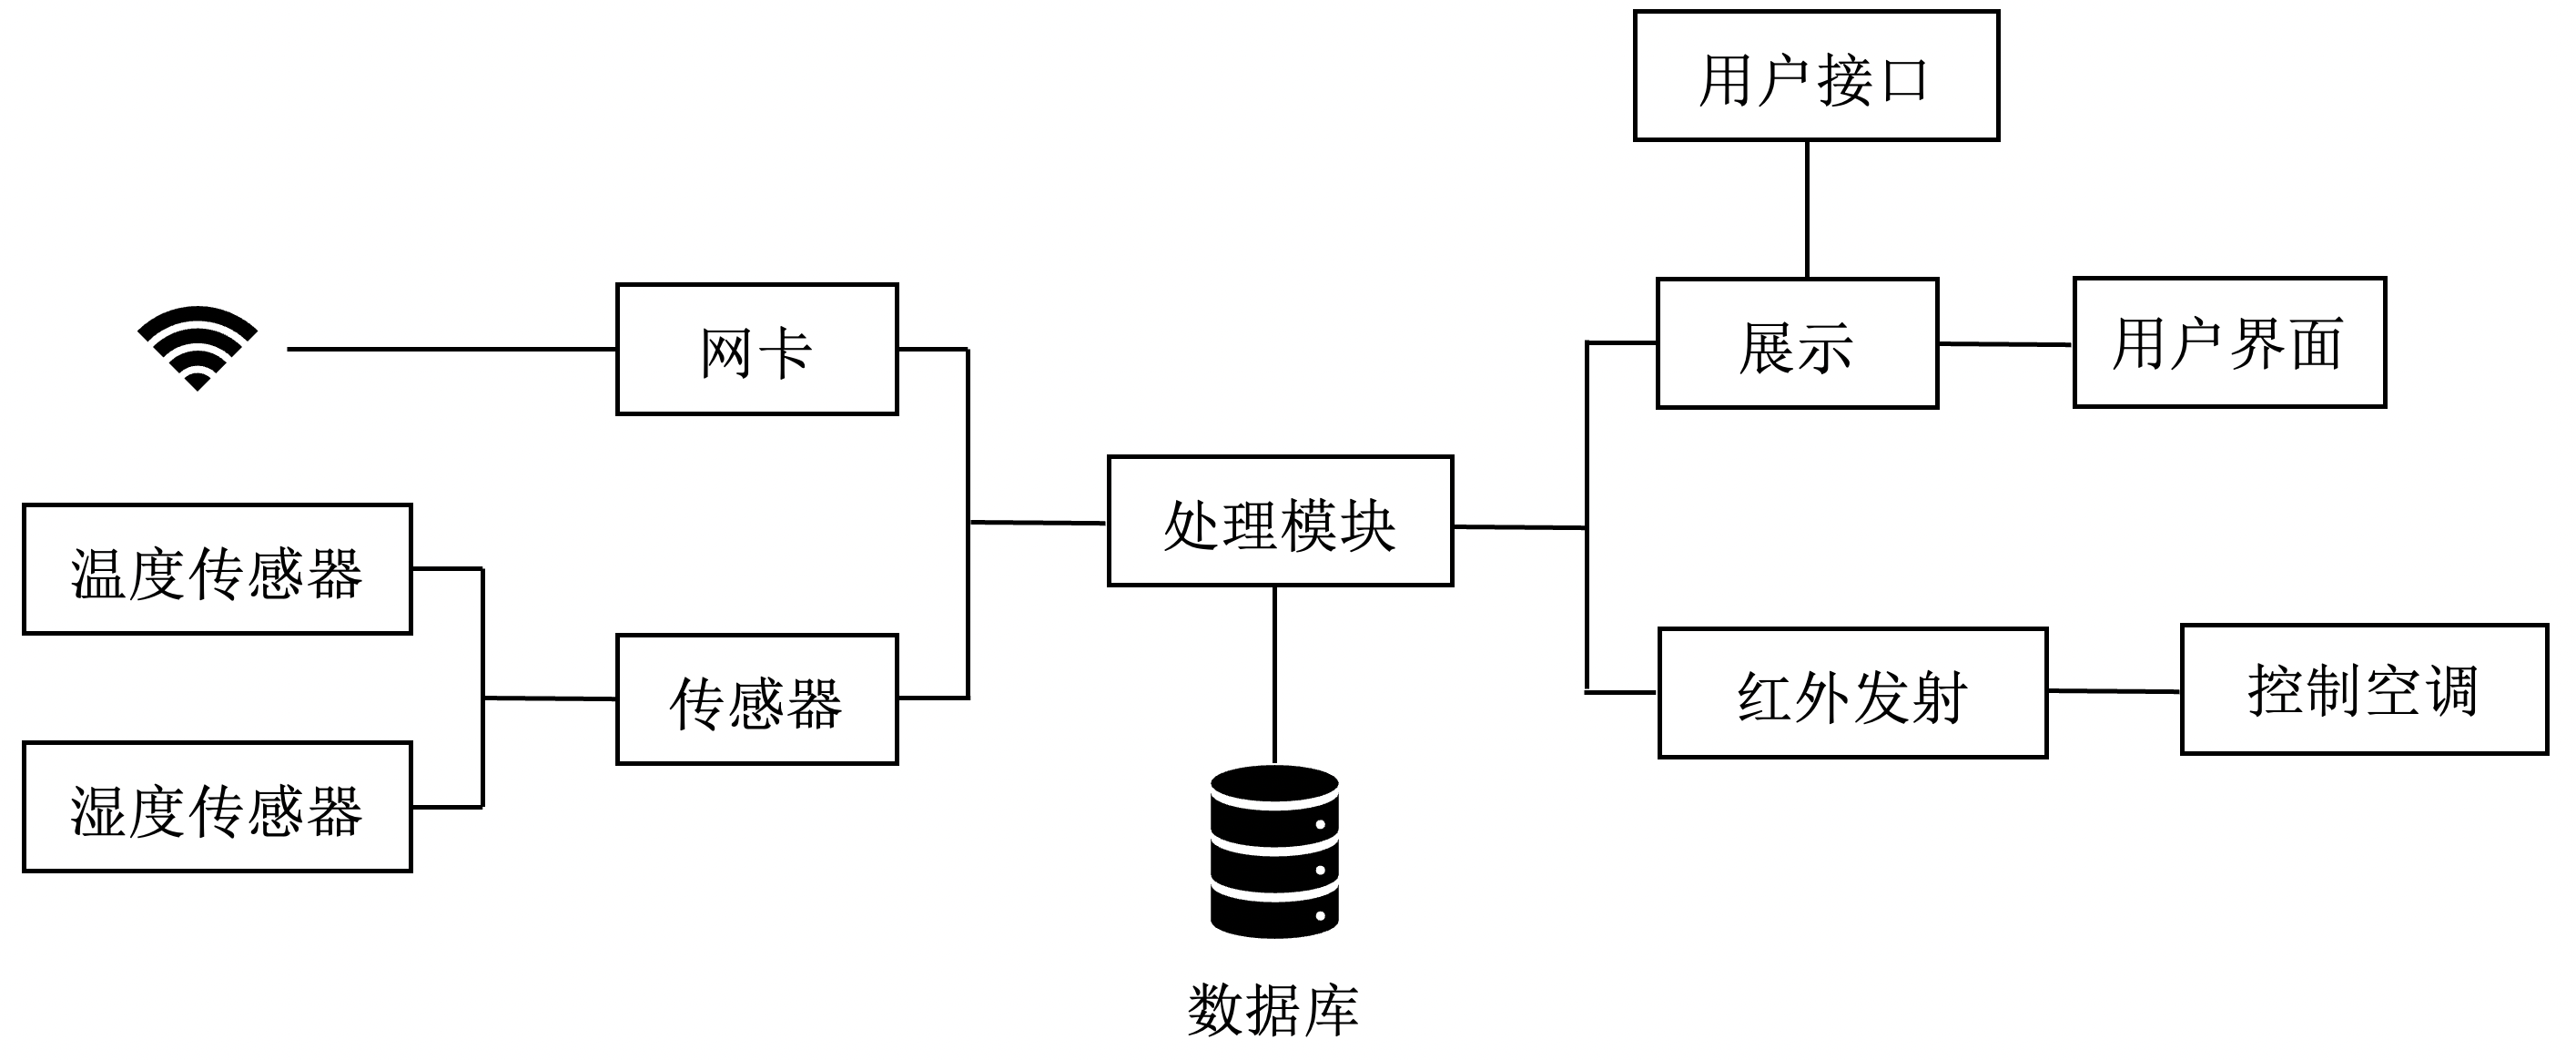 用户接口
网卡
展示
用户界面
处理模块
温度传感器
传感器
红外发射
控制空调
湿度传感器
数据库